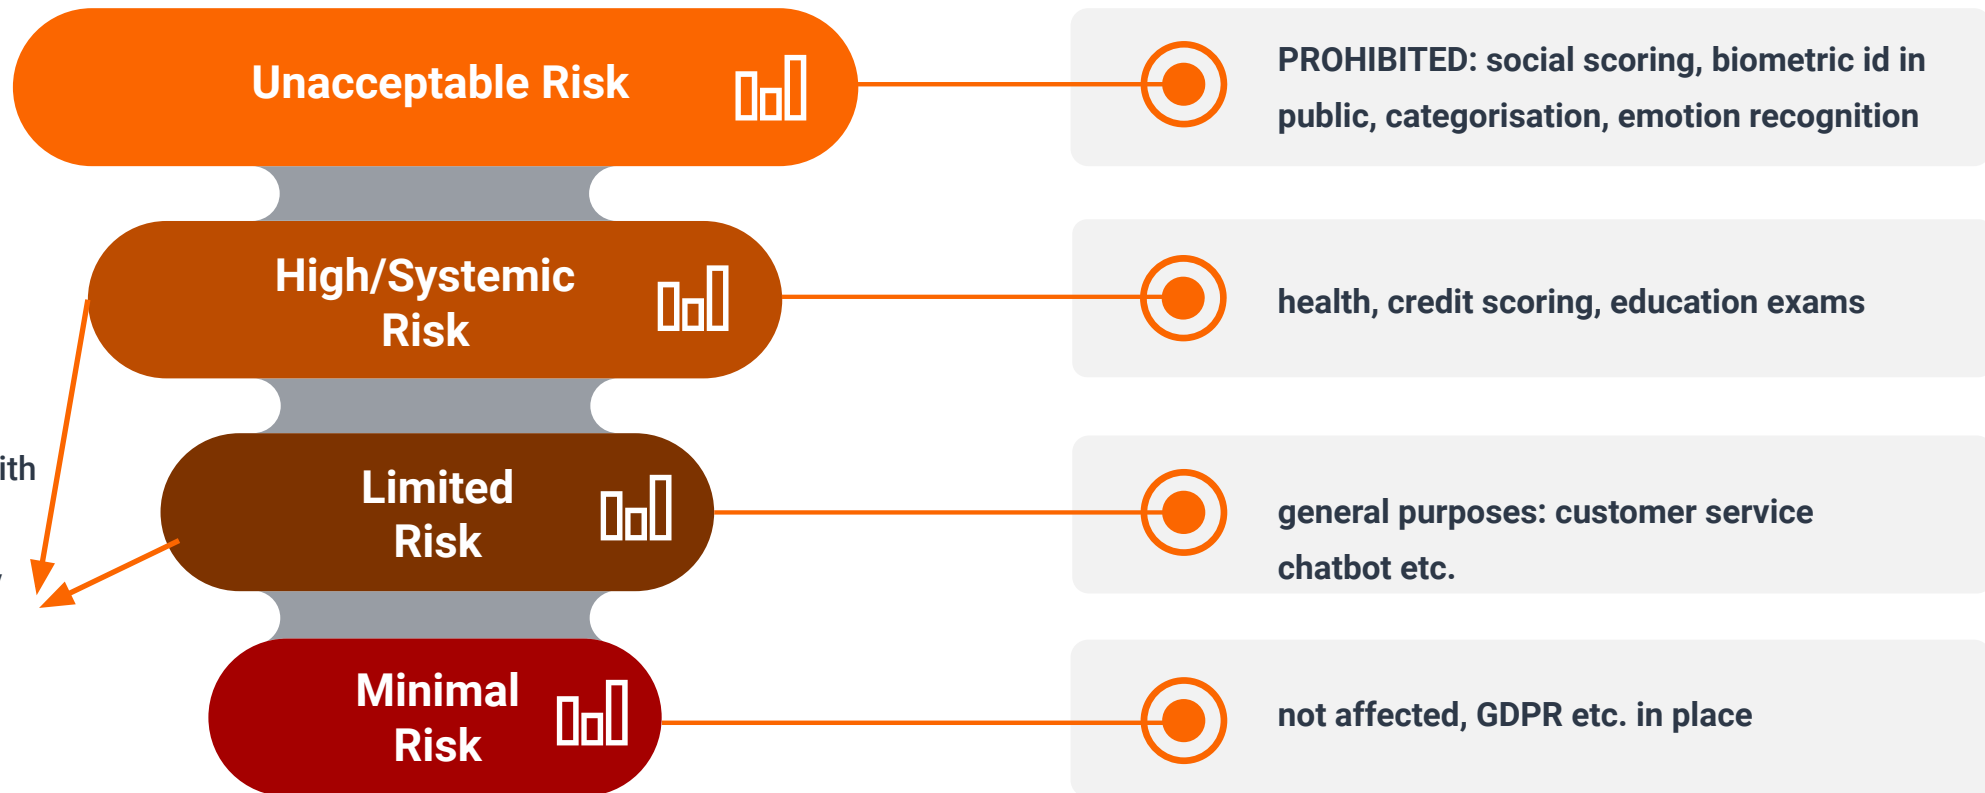 Unacceptable Risk
PROHIBITED: social scoring, biometric id in
public, categorisation, emotion recognition
High/Systemic
Risk
health, credit scoring, education exams
Limited
Risk
general purposes: customer service
chatbot etc.
Minimal
Risk
not affected, GDPR etc. in place